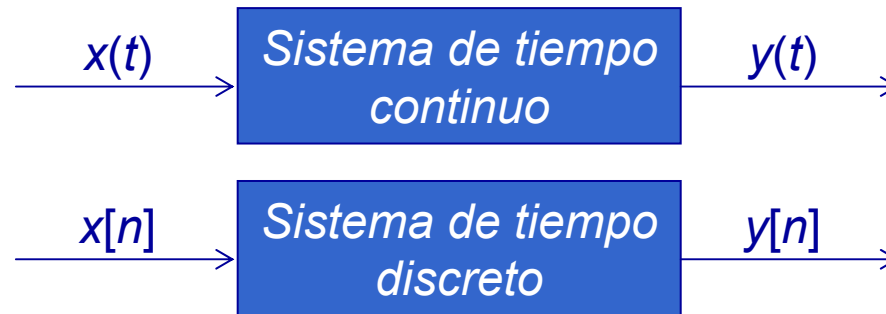 x(t)
Sistema de tiempo
continuo
y(t)
x[n]
Sistema de tiempo
discreto
y[n]